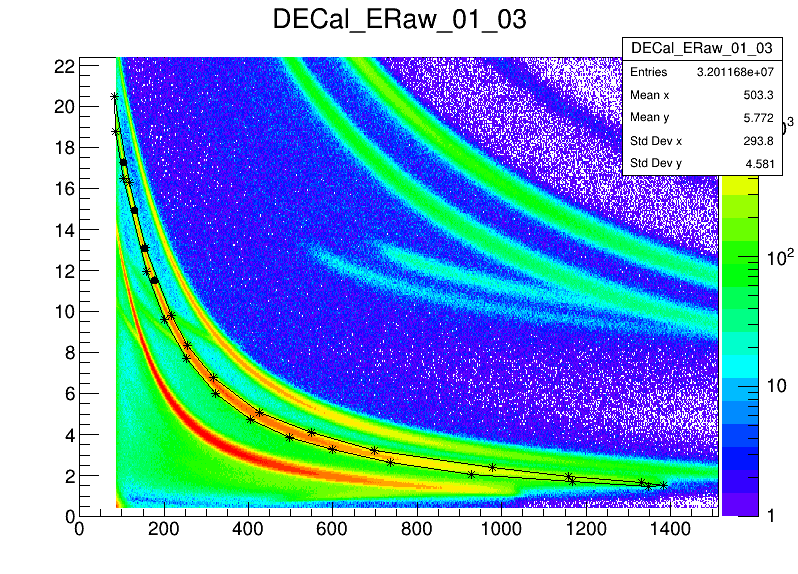 DECal_ERaw_01_03
DECal_ERaw_01_03
Entries 3.201168e+07
Mean x 503.3
Mean y 5.772
Std Dev x 293.8
Std Dev y 4.581
22
20
18
16
14
12
10
8
6
4
2
0
0 200 400 600 800 1000 1200 1400
3
10²
10
1